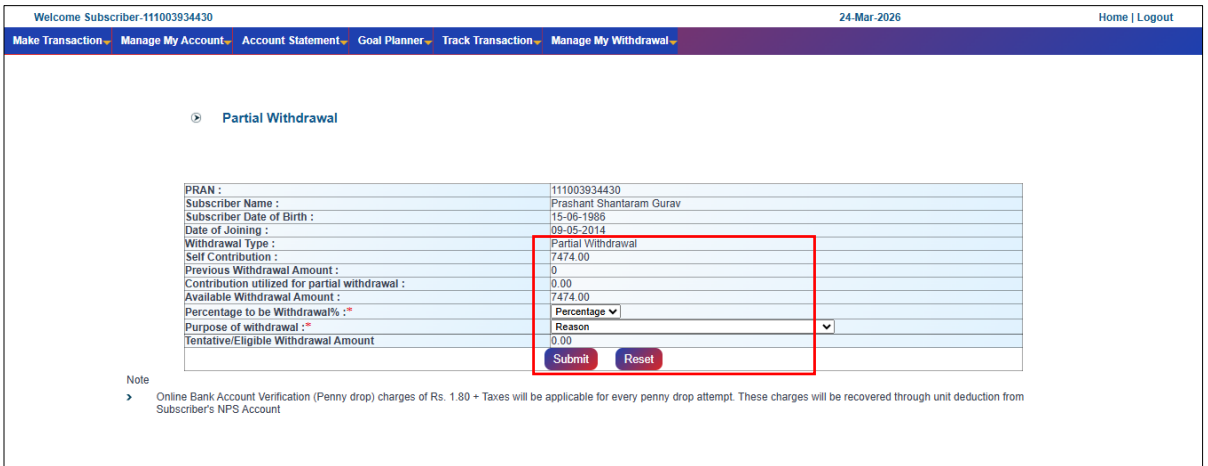 Welcome Subscriber-111003934430 24-Mar-2026 Home | Logout
Make Transaction Manage My Account Account Statement Goal Planner Track Transaction Manage My Withdrawal
Partial Withdrawal
PRAN : 111003934430
Subscriber Name : Prashant Shantaram Gurav
Subscriber Date of Birth : 15-06-1986
Date of Joining : 09-05-2014
Withdrawal Type : Partial Withdrawal
Self Contribution : 7474.00
Previous Withdrawal Amount : 0
Contribution utilized for partial withdrawal : 0.00
Available Withdrawal Amount : 7474.00
Percentage to be Withdrawal% :* Percentage
Purpose of withdrawal :* Reason
Tentative/Eligible Withdrawal Amount 0.00
Submit Reset
Note
Online Bank Account Verification (Penny drop) charges of Rs. 1.80 + Taxes will be applicable for every penny drop attempt. These charges will be recovered through unit deduction from
Subscriber's NPS Account